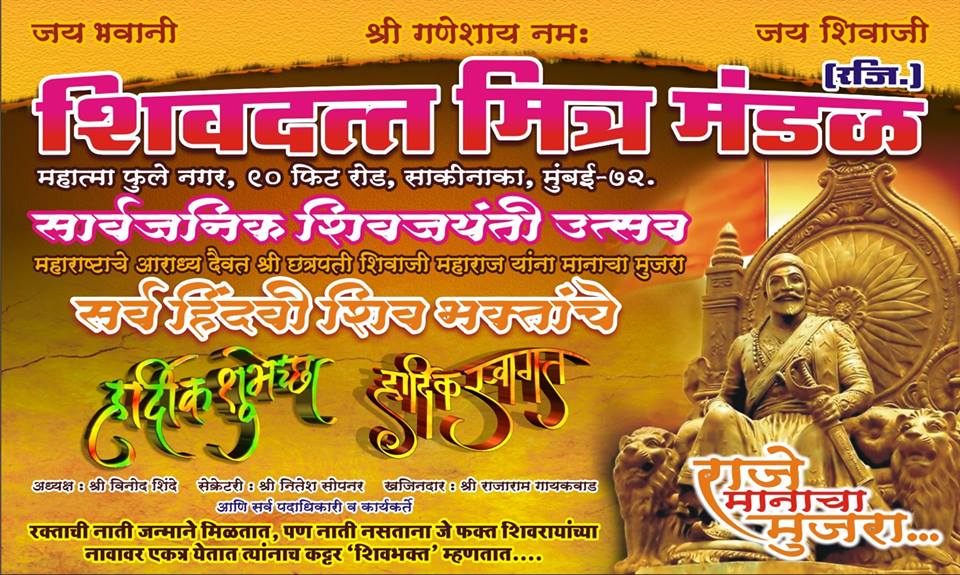 जय भवानी श्री गणेशाय नमः जय शिवाजी
(रजि.)
शिवदत्त मित्र मंडळ
महात्मा फुले नगर, ९० फिट रोड, साकीनाका, मुंबई-७२.
सार्वजनिक शिवजयंती उत्सव
महाराष्टाचे आराध्य दैवत श्री छत्रपती शिवाजी महाराज यांना मानाचा मुजरा
सर्व हिंदवी शिव भक्तांचे
हार्दिक शुभेच्छा हार्दिक स्वागत
अध्यक्ष : श्री विनोद शिंदे सेक्रेटरी : श्री नितेश सोपनर खजिनदार : श्री राजाराम गायकवाड
आणि सर्व पदाधिकारी व कार्यकर्ते
रक्ताची नाती जन्माने मिळतात, पण नाती नसताना जे फक्त शिवरायांच्या
नावावर एकत्र येतात त्यांनाच कट्टर ‘शिवभक्त’ म्हणतात....
राजे
मानाचा
मुजरा...